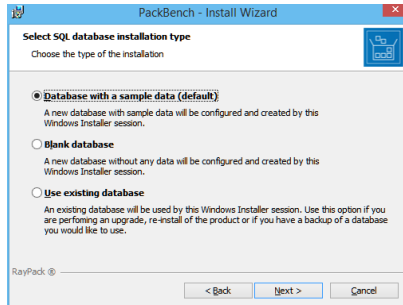 PackBench - Install Wizard
Select SQL database installation type
Choose the type of the installation
Database with a sample data (default)
A new database with sample data will be configured and created by this
Windows Installer session.
Blank database
A new database without any data will be configured and created by this
Windows Installer session.
Use existing database
An existing database will be used by this Windows Installer session. Use this option if you
are perfoming an upgrade, re-install of the product or if you have a backup of a database
you would like to use.
RayPack ®
< Back Next > Cancel